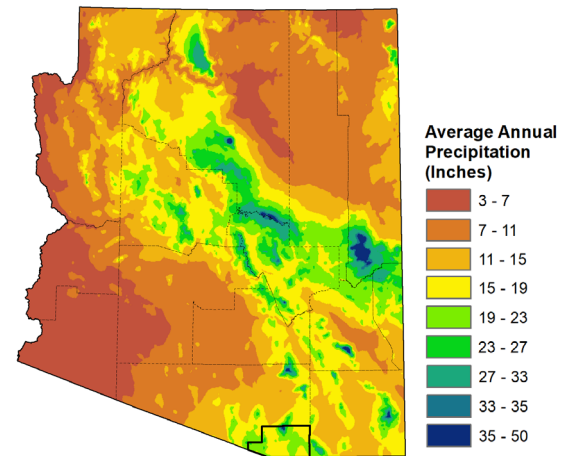 Average Annual
Precipitation
(Inches)
3 - 7
7 - 11
11 - 15
15 - 19
19 - 23
23 - 27
27 - 33
33 - 35
35 - 50